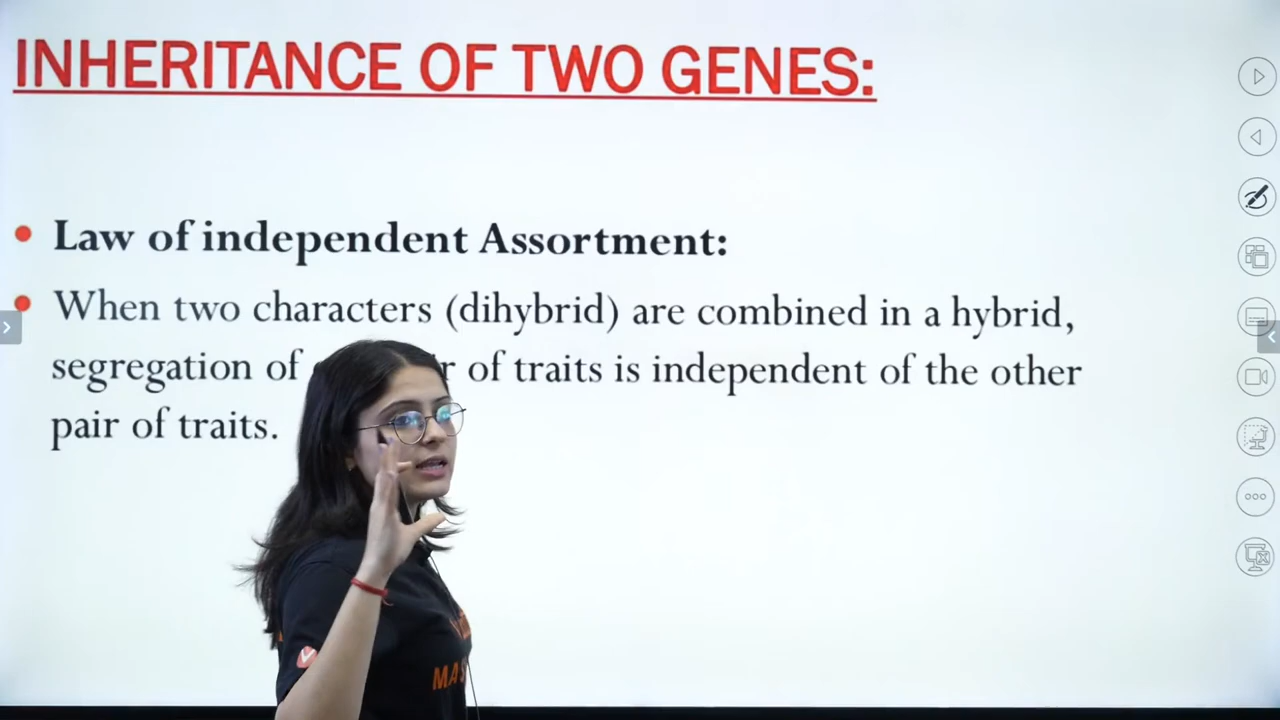 INHERITANCE OF TWO GENES:
Law of independent Assortment:
When two characters (dihybrid) are combined in a hybrid,
segregation of of traits is independent of the other
pair of traits.